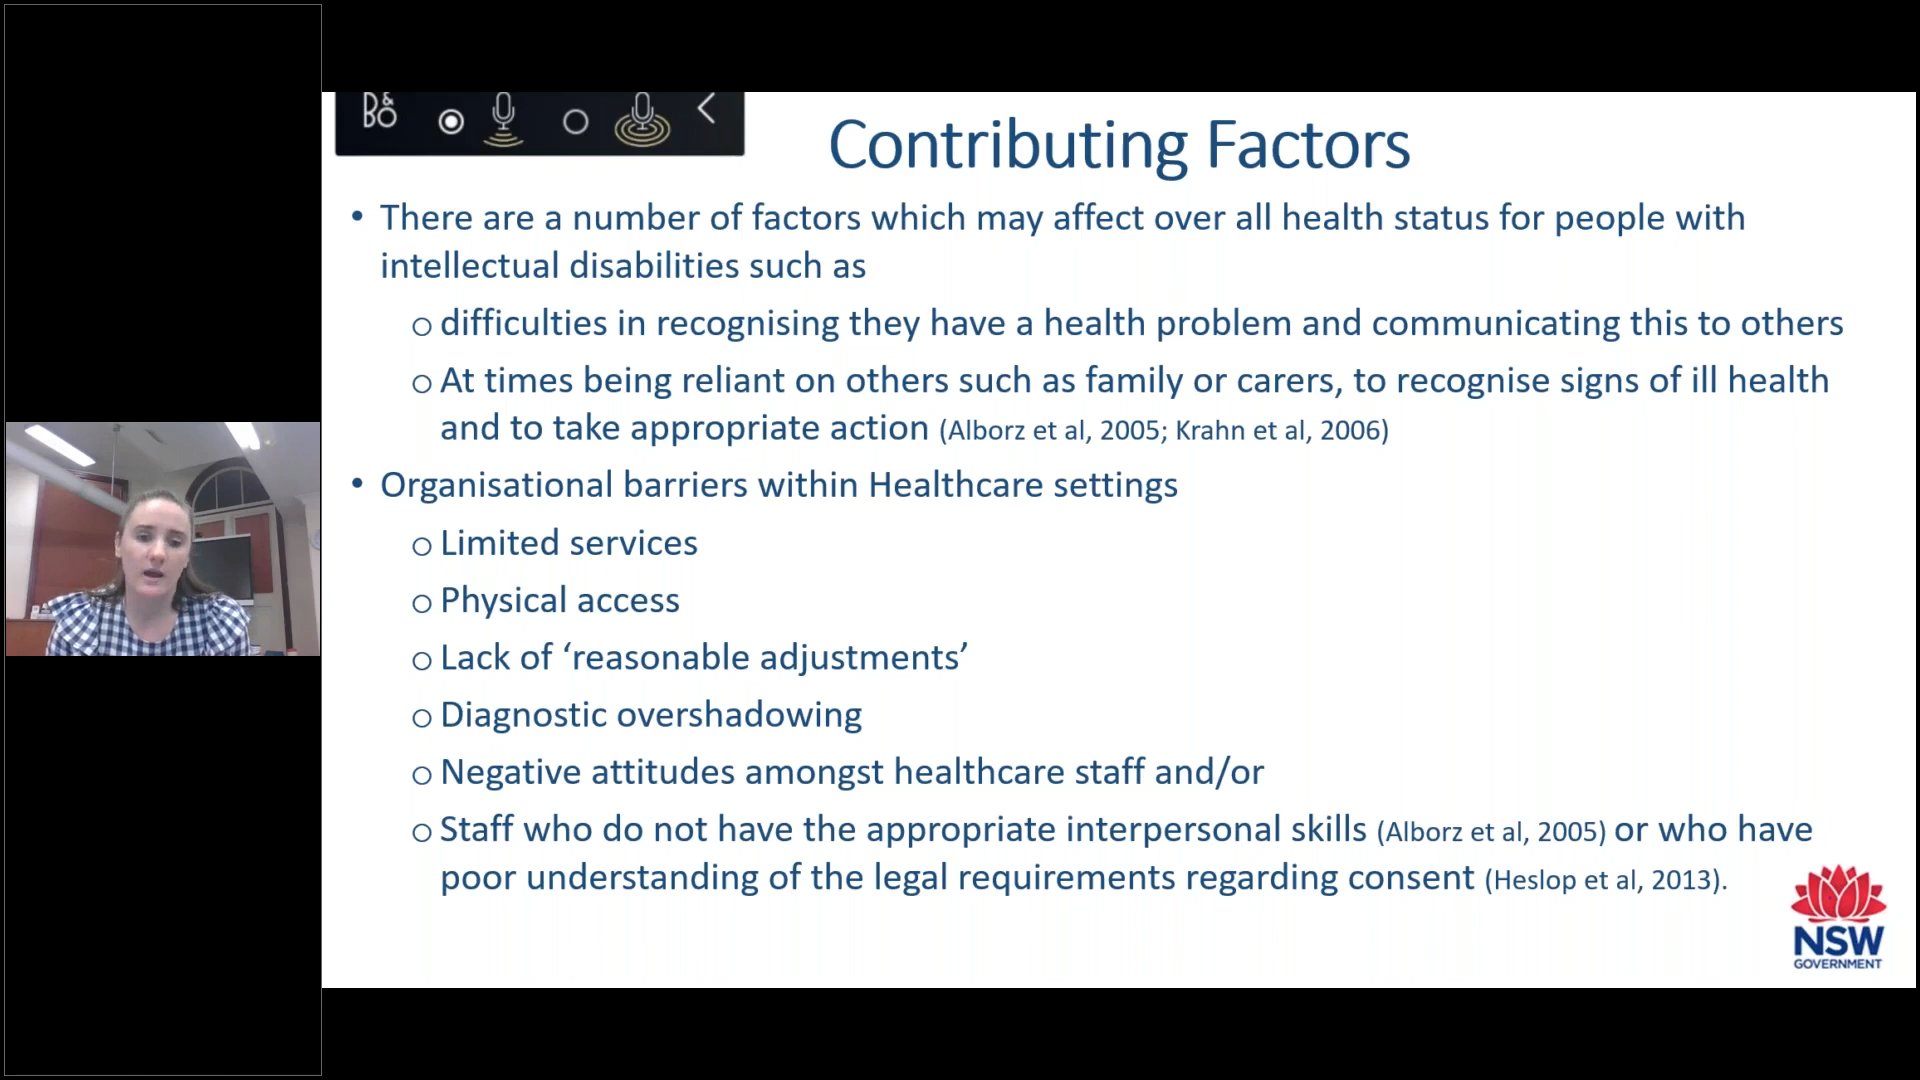 B&O
Contributing Factors
• There are a number of factors which may affect over all health status for people with
intellectual disabilities such as
o difficulties in recognising they have a health problem and communicating this to others
o At times being reliant on others such as family or carers, to recognise signs of ill health
and to take appropriate action (Alborz et al, 2005; Krahn et al, 2006)
• Organisational barriers within Healthcare settings
o Limited services
o Physical access
o Lack of ‘reasonable adjustments’
o Diagnostic overshadowing
o Negative attitudes amongst healthcare staff and/or
o Staff who do not have the appropriate interpersonal skills (Alborz et al, 2005) or who have
poor understanding of the legal requirements regarding consent (Heslop et al, 2013).
NSW
GOVERNMENT